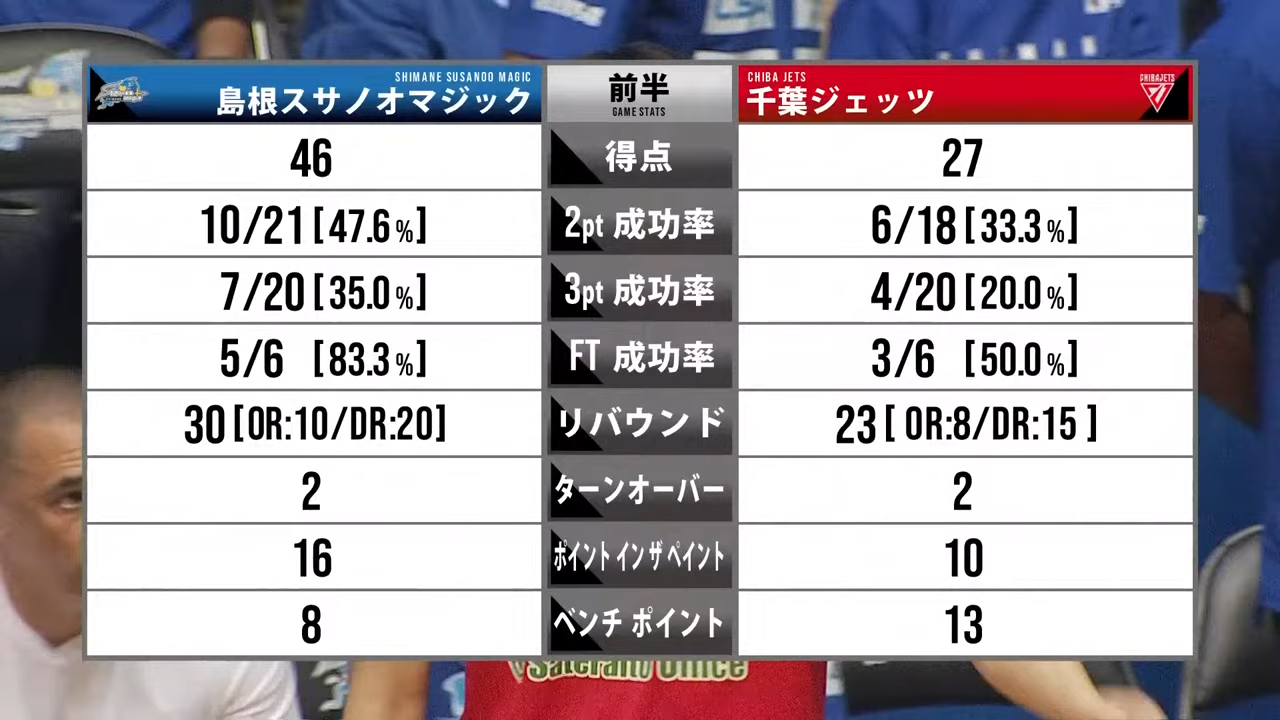 SHIMANE SUSANOO MAGIC
島根スサノオマジック
前半
GAME STATS
CHIBA JETS
千葉ジェッツ
CHIBAJETS
46 得点 27
10/21 [47.6%] 2pt 成功率 6/18 [33.3%]
7/20 [35.0%] 3pt 成功率 4/20 [20.0%]
5/6 [83.3%] FT 成功率 3/6 [50.0%]
30 [OR:10/DR:20] リバウンド 23 [ OR:8/DR:15 ]
2 ターンオーバー 2
16 ポイント イン ザ ペイント 10
8 ベンチ ポイント 13